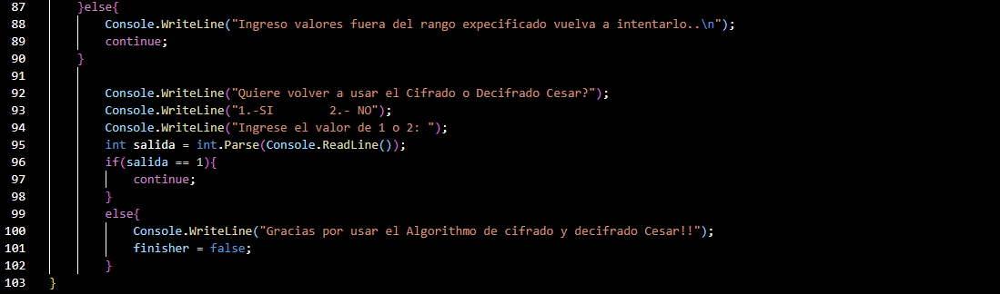 87 }else{
88 Console.WriteLine("Ingreso valores fuera del rango expecificado vuelva a intentarlo..\n");
89 continue;
90 }
91
92 Console.WriteLine("Quiere volver a usar el Cifrado o Decifrado Cesar?");
93 Console.WriteLine("1.-SI        2.- NO");
94 Console.WriteLine("Ingrese el valor de 1 o 2: ");
95 int salida = int.Parse(Console.ReadLine());
96 if(salida == 1){
97 continue;
98 }
99 else{
100 Console.WriteLine("Gracias por usar el Algorithmo de cifrado y decifrado Cesar!!");
101 finisher = false;
102 }
103 }